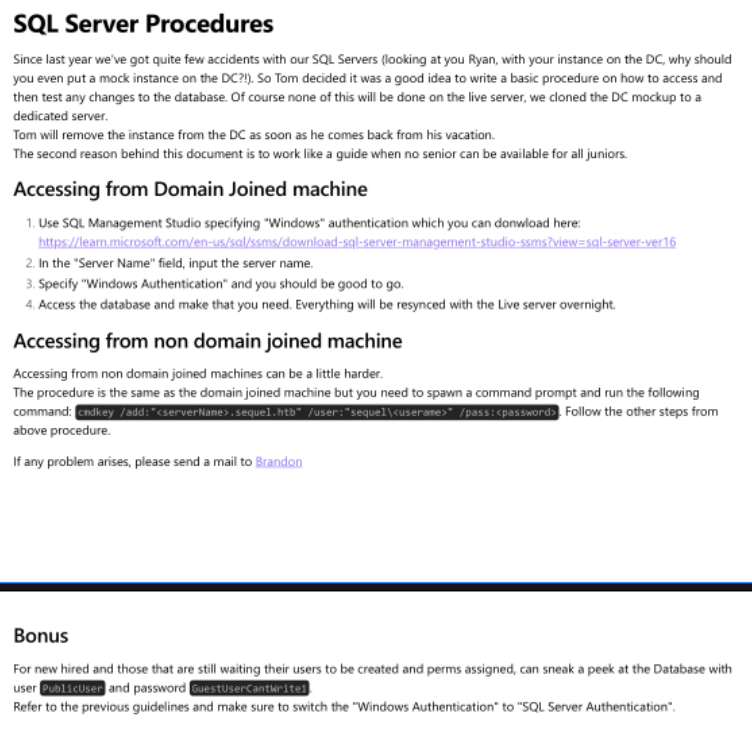 SQL Server Procedures
Since last year we've got quite few accidents with our SQL Servers (looking at you Ryan, with your instance on the DC, why should
you even put a mock instance on the DC?!). So Tom decided it was a good idea to write a basic procedure on how to access and
then test any changes to the database. Of course none of this will be done on the live server, we cloned the DC mockup to a
dedicated server.
Tom will remove the instance from the DC as soon as he comes back from his vacation.
The second reason behind this document is to work like a guide when no senior can be available for all juniors.
Accessing from Domain Joined machine
1. Use SQL Management Studio specifying "Windows" authentication which you can donwload here:
https://learn.microsoft.com/en-us/sql/ssms/download-sql-server-management-studio-ssms?view=sql-server-ver16
2. In the "Server Name" field, input the server name.
3. Specify "Windows Authentication" and you should be good to go.
4. Access the database and make that you need. Everything will be resynced with the Live server overnight.
Accessing from non domain joined machine
Accessing from non domain joined machines can be a little harder.
The procedure is the same as the domain joined machine but you need to spawn a command prompt and run the following
command: cmdkey /add:"<serverName>.sequel.htb" /user:"sequel\<userame>" /pass:<password>. Follow the other steps from
above procedure.
If any problem arises, please send a mail to Brandon
Bonus
For new hired and those that are still waiting their users to be created and perms assigned, can sneak a peek at the Database with
user PublicUser and password GuestUserCantWrite1.
Refer to the previous guidelines and make sure to switch the "Windows Authentication" to "SQL Server Authentication".